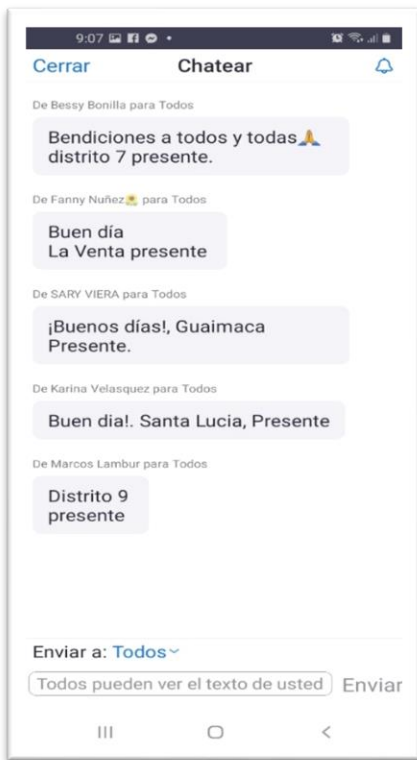 9:07
Cerrar Chatear
De Bessy Bonilla para Todos
Bendiciones a todos y todas🙏
distrito 7 presente.
De Fanny Nuñez🌻 para Todos
Buen día
La Venta presente
De SARY VIERA para Todos
¡Buenos días!, Guaimaca
Presente.
De Karina Velasquez para Todos
Buen dia!. Santa Lucia, Presente
De Marcos Lambur para Todos
Distrito 9
presente
Enviar a: Todos
Todos pueden ver el texto de usted Enviar